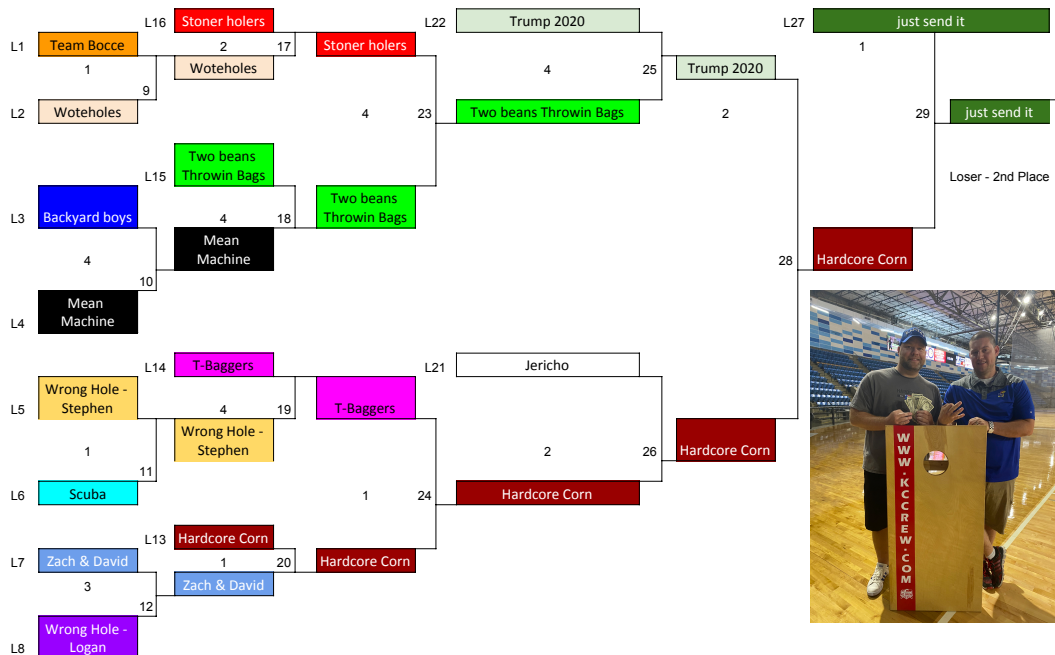 L16
Stoner holers
L22
Trump 2020
L27
just send it
L1
Team Bocce
2
17
Stoner holers
1
1
Woteholes
4
25
Trump 2020
9
L2
Woteholes
4
23
Two beans Throwin Bags
2
29
just send it
L15
Two beans
Throwin Bags
Loser - 2nd Place
L3
Backyard boys
4
18
Two beans
Throwin Bags
4
Mean
Machine
28
Hardcore Corn
10
L4
Mean
Machine
L14
T-Baggers
L21
Jericho
L5
Wrong Hole -
Stephen
4
19
T-Baggers
1
Wrong Hole -
Stephen
2
26
Hardcore Corn
11
L6
Scuba
1
24
Hardcore Corn
L13
Hardcore Corn
L7
Zach & David
1
20
Hardcore Corn
3
Zach & David
12
L8
Wrong Hole -
Logan
WWW.KCCREW.COM